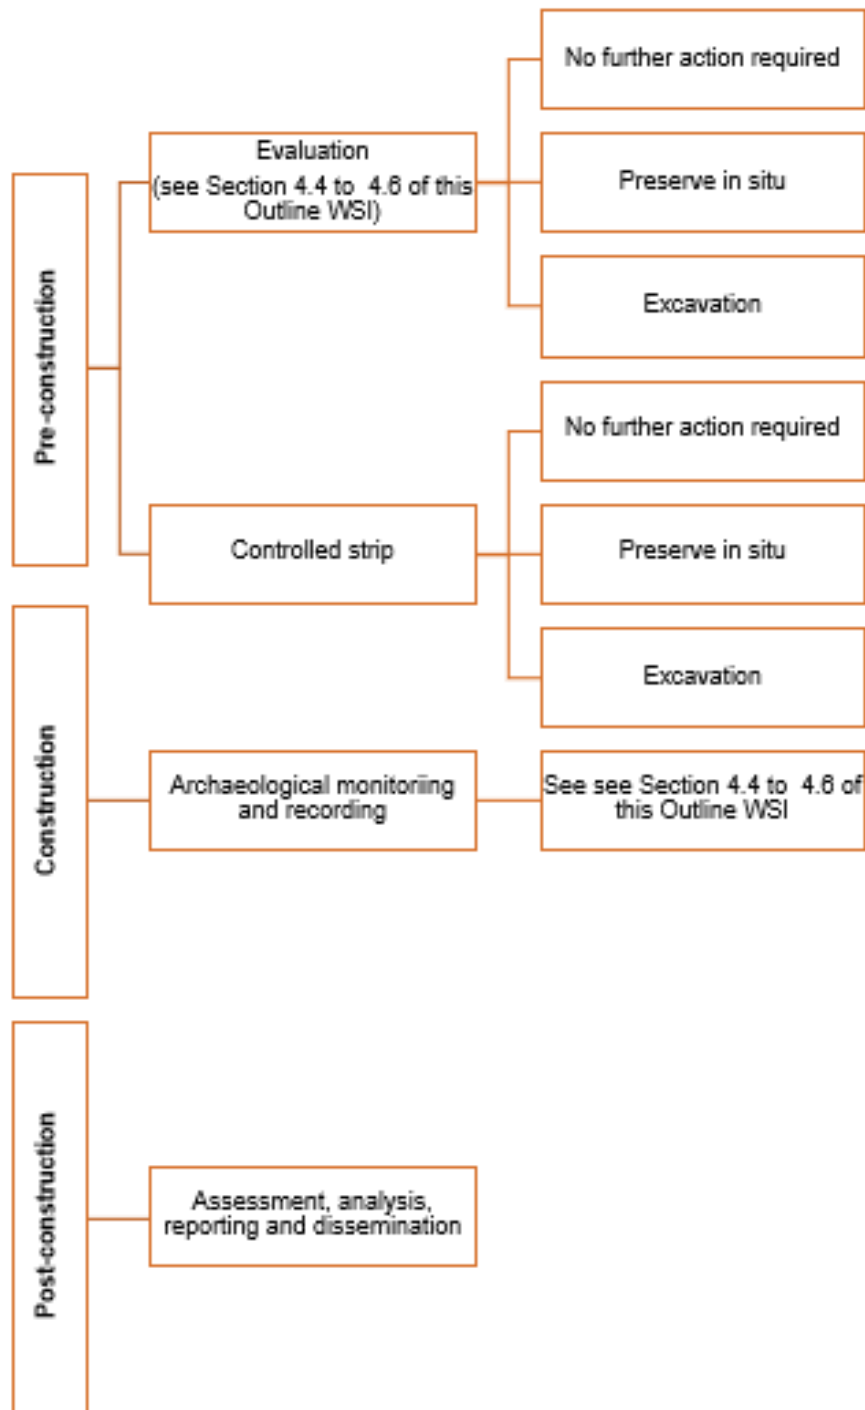 Pre-construction
Evaluation
(see Section 4.4 to 4.6 of this
Outline WSI)
No further action required
Preserve in situ
Excavation
Controlled strip
No further action required
Preserve in situ
Excavation
Construction
Archaeological monitoriing
and recording
See see Section 4.4 to 4.6 of
this Outline WSI
Post-construction
Assessment, analysis,
reporting and dissemination